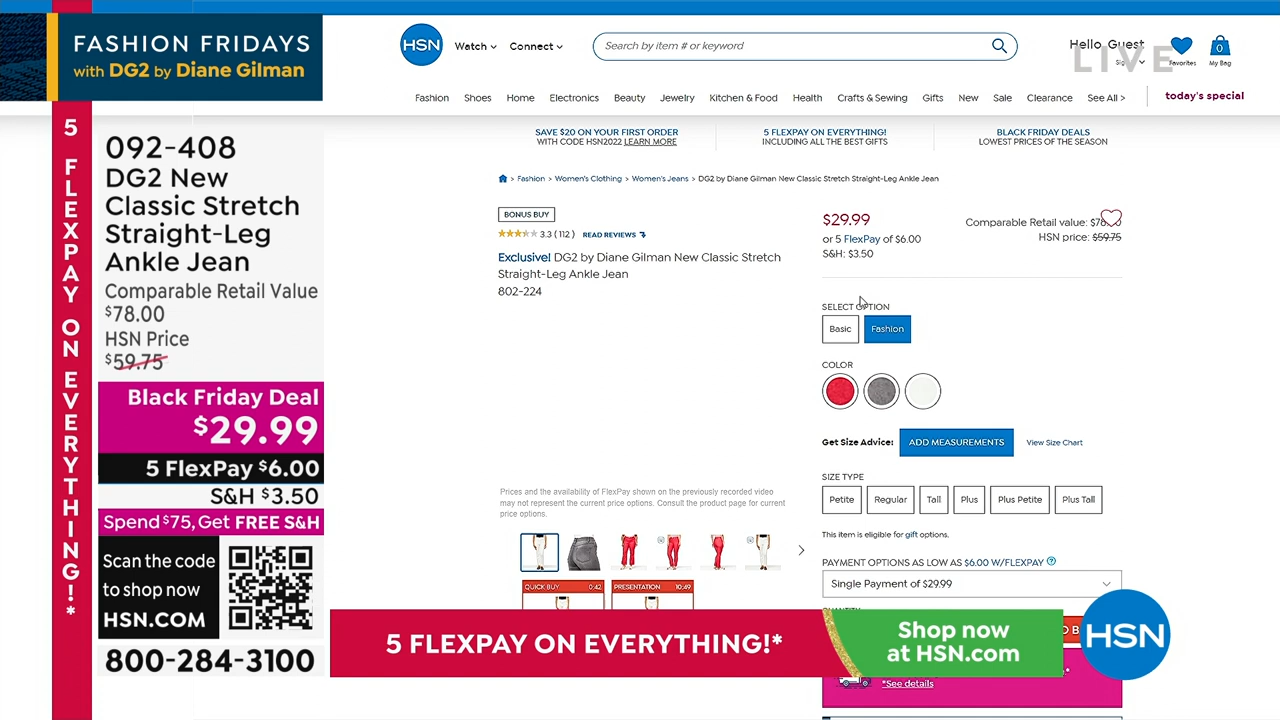 FASHION FRIDAYS
with DG2 by Diane Gilman
5 FLEXPAY ON EVERYTHING!*
092-408
DG2 New
Classic Stretch
Straight-Leg
Ankle Jean
Comparable Retail Value
$78.00
HSN Price
$59.75
Black Friday Deal
$29.99
5 FlexPay $6.00
S&H $3.50
Spend $75, Get FREE S&H
Scan the code
to shop now
HSN.COM
800-284-3100
HSN
Watch
Connect
Search by item # or keyword
Hello, Guest
LIVE
Favorites
0
My Bag
Fashion Shoes Home Electronics Beauty Jewelry Kitchen & Food Health Crafts & Sewing Gifts New Sale Clearance See All >
today's special
SAVE $20 ON YOUR FIRST ORDER
WITH CODE HSN2022 LEARN MORE
5 FLEXPAY ON EVERYTHING!
INCLUDING ALL THE BEST GIFTS
BLACK FRIDAY DEALS
LOWEST PRICES OF THE SEASON
> Fashion > Women's Clothing > Women's Jeans > DG2 by Diane Gilman New Classic Stretch Straight-Leg Ankle Jean
BONUS BUY
3.3 (112) READ REVIEWS
Exclusive! DG2 by Diane Gilman New Classic Stretch
Straight-Leg Ankle Jean
802-224
Prices and the availability of FlexPay shown on the previously recorded video
may not represent the current price options. Consult the product page for current
price options.
QUICK BUY 0:42
PRESENTATION 10:49
$29.99
or 5 FlexPay of $6.00
S&H: $3.50
Comparable Retail value:
HSN price: $59.75
SELECT OPTION
Basic Fashion
COLOR
Get Size Advice: ADD MEASUREMENTS View Size Chart
SIZE TYPE
Petite Regular Tall Plus Plus Petite Plus Tall
This item is eligible for gift options.
PAYMENT OPTIONS AS LOW AS $6.00 W/FLEXPAY
Single Payment of $29.99
5 FLEXPAY ON EVERYTHING!*
Shop now
at HSN.com
HSN
*See details